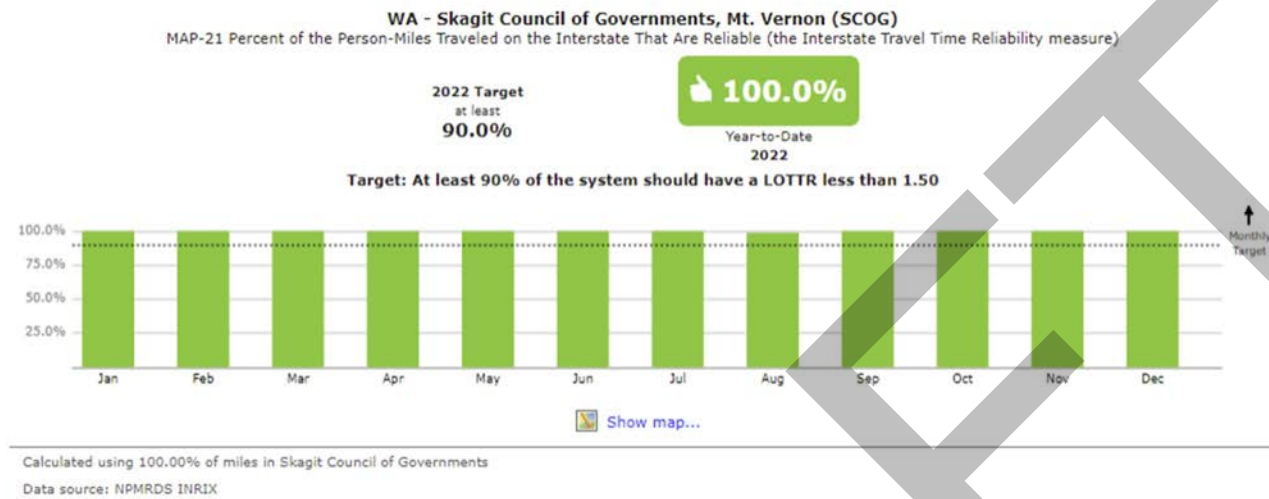 WA - Skagit Council of Governments, Mt. Vernon (SCOG)
MAP-21 Percent of the Person-Miles Traveled on the Interstate That Are Reliable (the Interstate Travel Time Reliability measure)
2022 Target
at least
90.0%
100.0%
Year-to-Date
2022
Target: At least 90% of the system should have a LOTTR less than 1.50
100.0%
75.0%
50.0%
25.0%
Monthly
Target
Jan Feb Mar Apr May Jun Jul Aug Sep Oct Nov Dec
Show map...
Calculated using 100.00% of miles in Skagit Council of Governments
Data source: NPMRDS INRIX